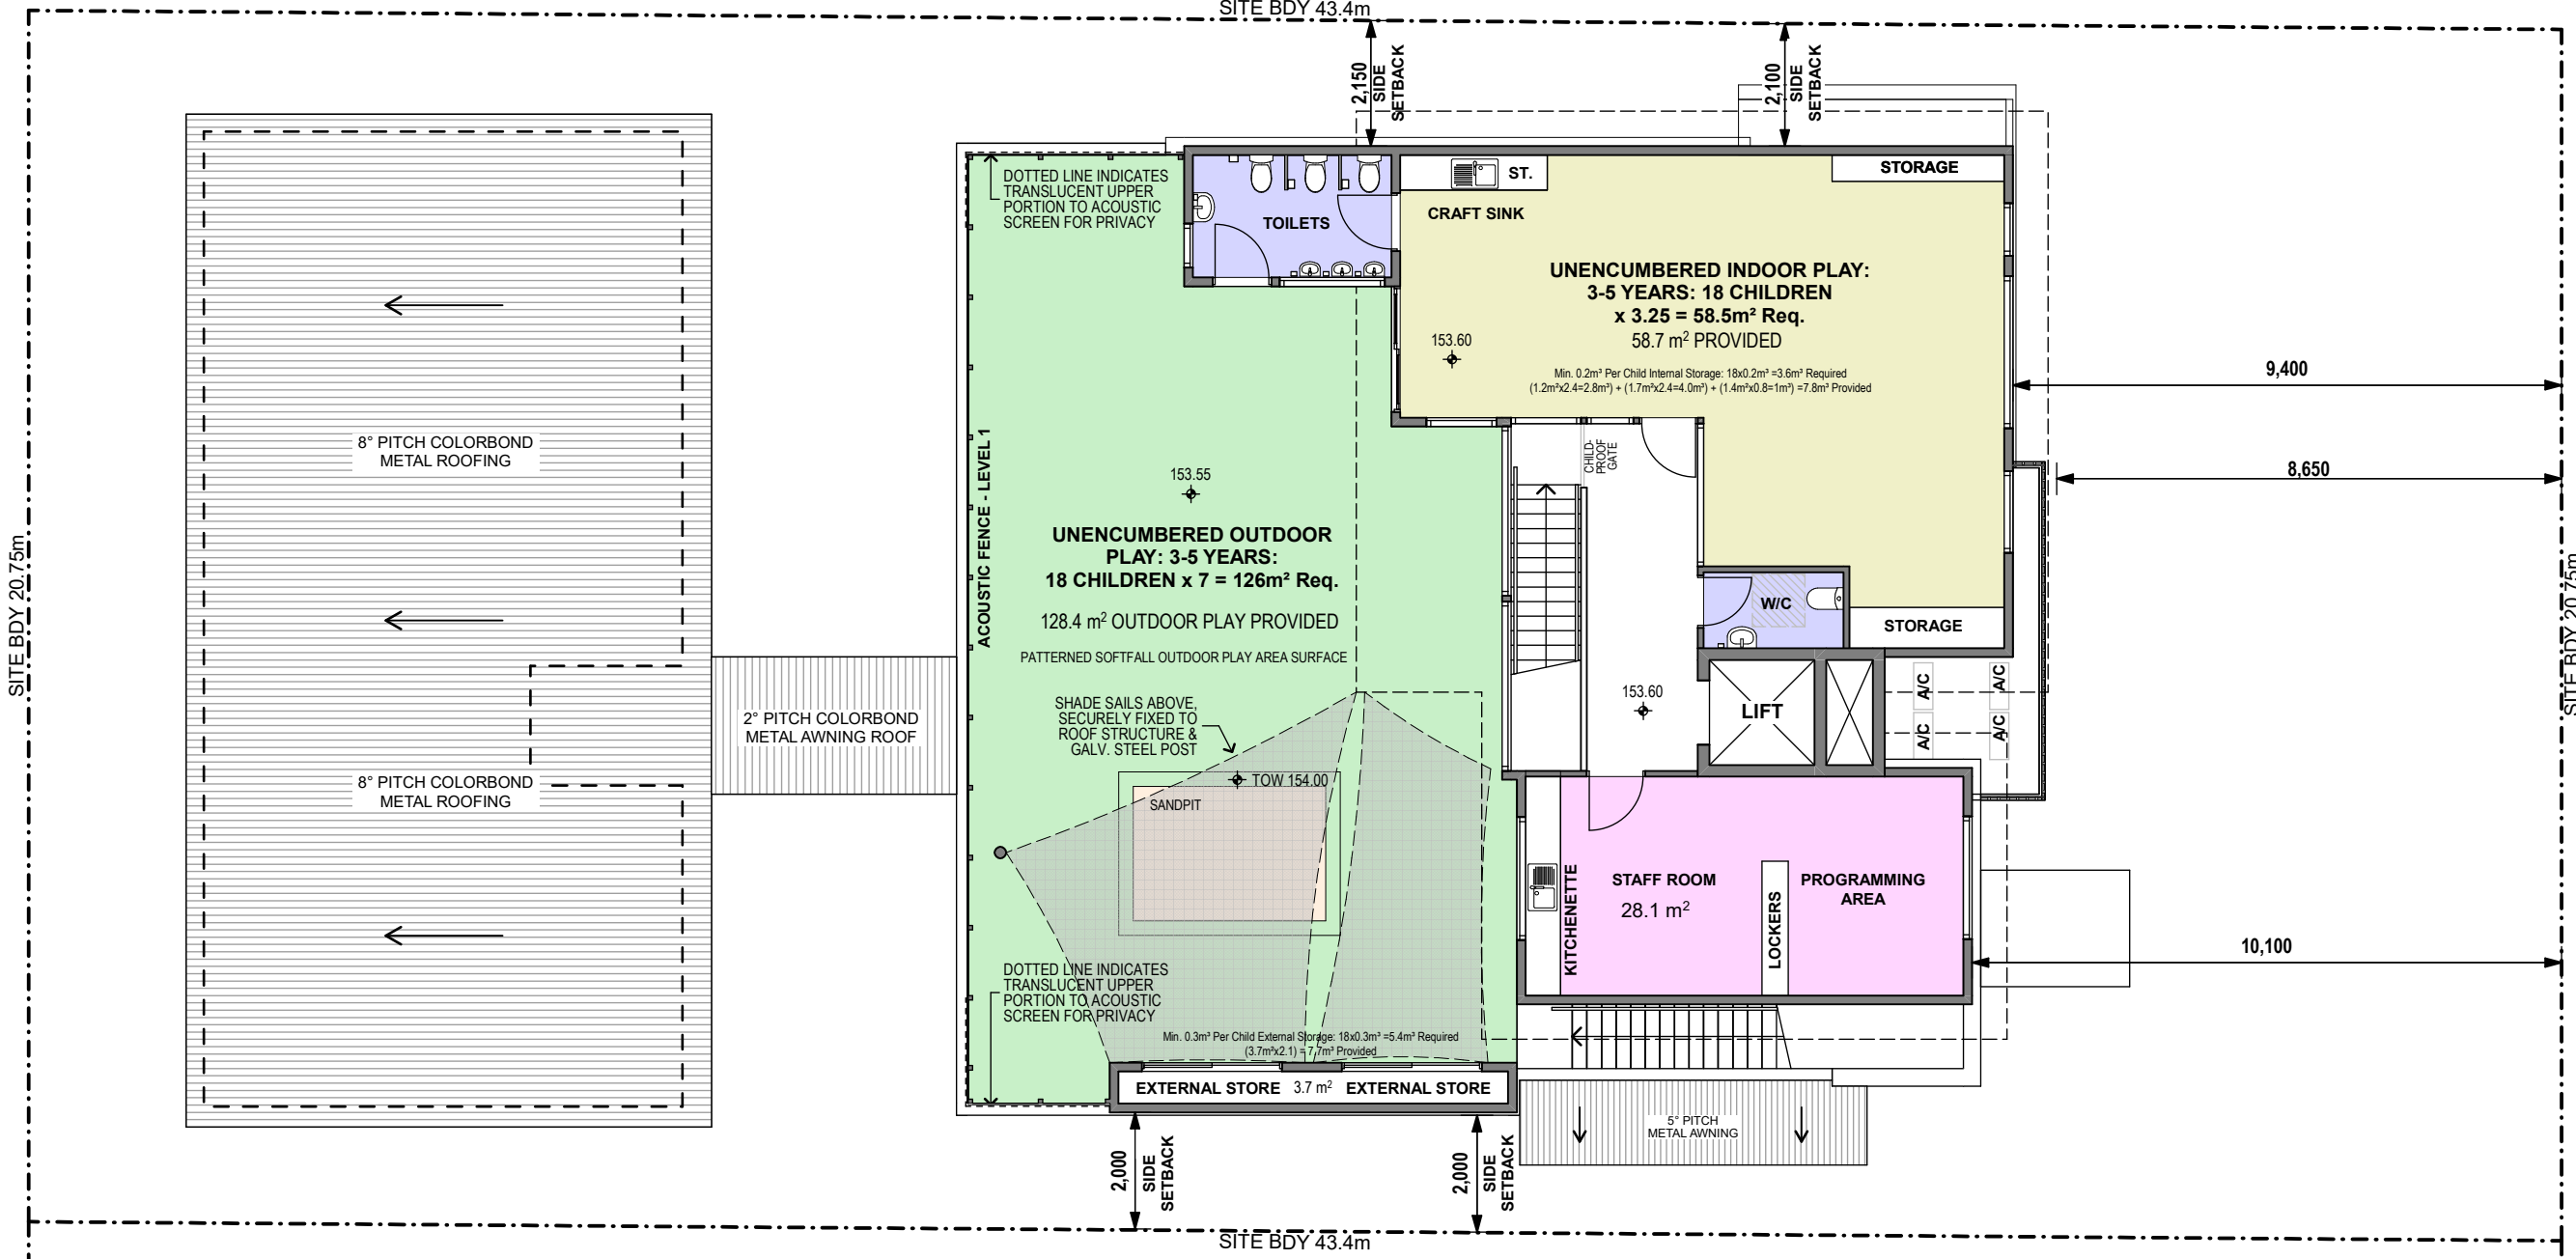 SITE BDY 43.4m
2,150
SIDE
SETBACK
2,100
SIDE
SETBACK
DOTTED LINE INDICATES
TRANSLUCENT UPPER
PORTION TO ACOUSTIC
SCREEN FOR PRIVACY
TOILETS
ST.
CRAFT SINK
STORAGE
UNENCUMBERED INDOOR PLAY:
3-5 YEARS: 18 CHILDREN
x 3.25 = 58.5m² Req.
58.7 m² PROVIDED
153.60
Min. 0.2m³ Per Child Internal Storage: 18x0.2m³ =3.6m³ Required
(1.2m²x2.4=2.8m³) + (1.7m²x2.4=4.0m³) + (1.4m²x0.8=1m³) =7.8m³ Provided
9,400
8,650
8° PITCH COLORBOND
METAL ROOFING
ACOUSTIC FENCE - LEVEL 1
153.55
CHILD-
PROOF
GATE
UNENCUMBERED OUTDOOR
PLAY: 3-5 YEARS:
18 CHILDREN x 7 = 126m² Req.
128.4 m² OUTDOOR PLAY PROVIDED
PATTERNED SOFTFALL OUTDOOR PLAY AREA SURFACE
SITE BDY 20.75m
SITE BDY 20.75m
W/C
STORAGE
2° PITCH COLORBOND
METAL AWNING ROOF
SHADE SAILS ABOVE,
SECURELY FIXED TO
ROOF STRUCTURE &
GALV. STEEL POST
153.60
LIFT
A/C
A/C
A/C
A/C
8° PITCH COLORBOND
METAL ROOFING
TOW 154.00
SANDPIT
KITCHENETTE
STAFF ROOM
28.1 m²
LOCKERS
PROGRAMMING
AREA
10,100
DOTTED LINE INDICATES
TRANSLUCENT UPPER
PORTION TO ACOUSTIC
SCREEN FOR PRIVACY
Min. 0.3m³ Per Child External Storage: 18x0.3m³ =5.4m³ Required
(3.7m²x2.1) = 7.7m³ Provided
EXTERNAL STORE
3.7 m²
EXTERNAL STORE
5° PITCH
METAL AWNING
2,000
SIDE
SETBACK
2,000
SIDE
SETBACK
SITE BDY 43.4m